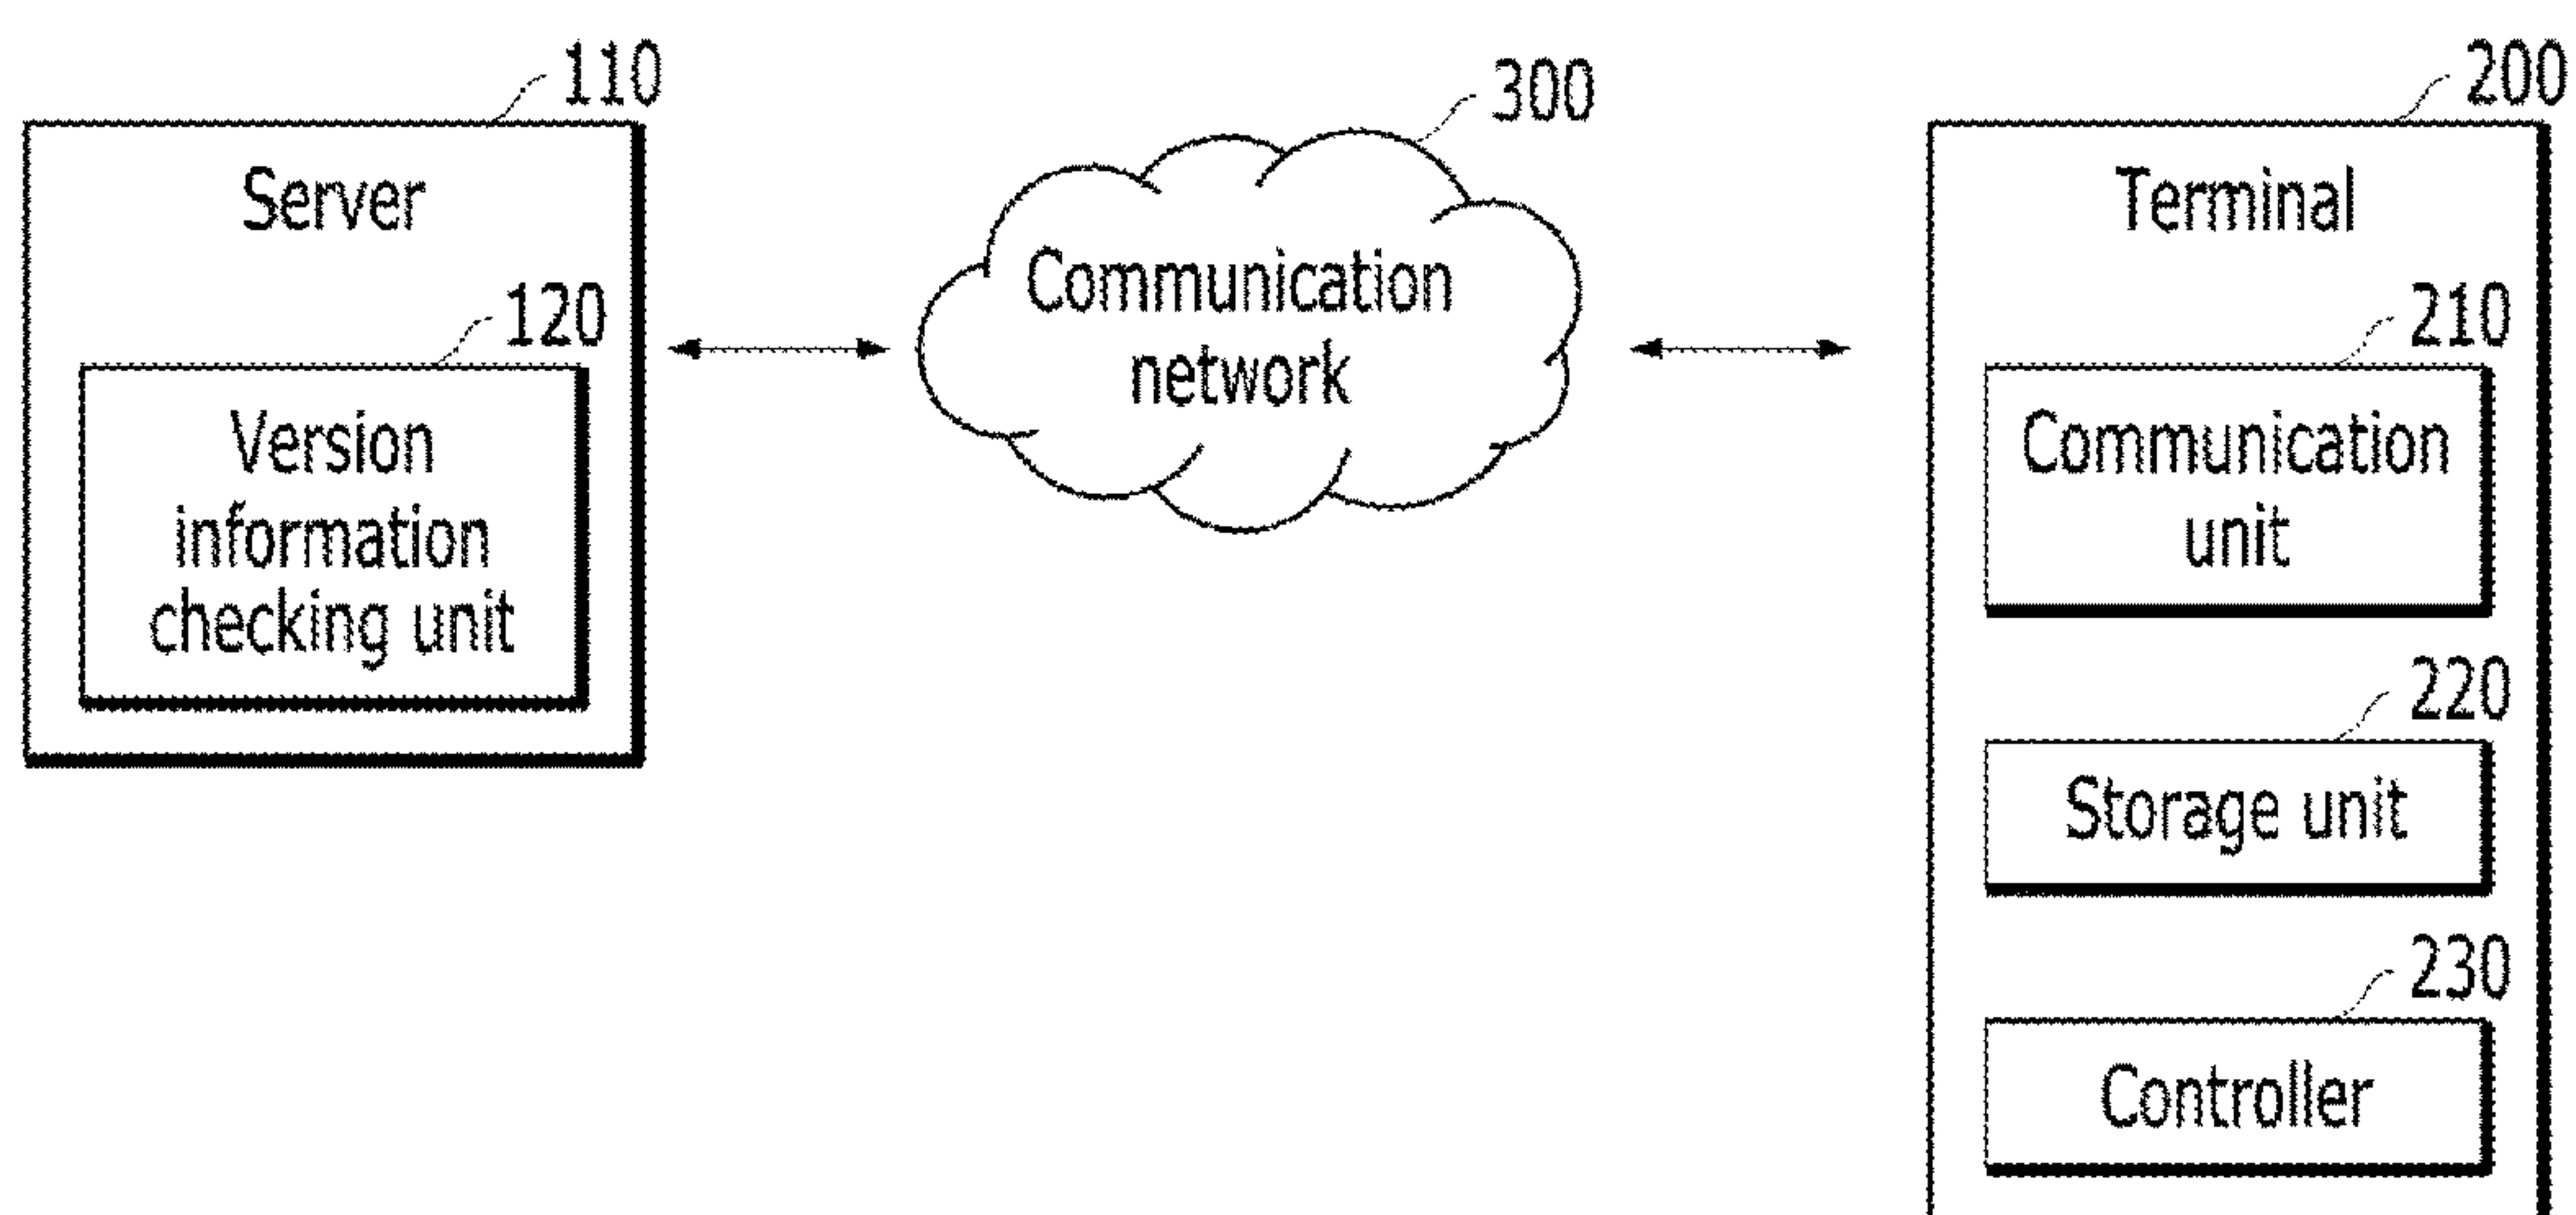 110
Server
120
Version
information
checking unit
300
Communication
network
200
Terminal
210
Communication
unit
220
Storage unit
230
Controller